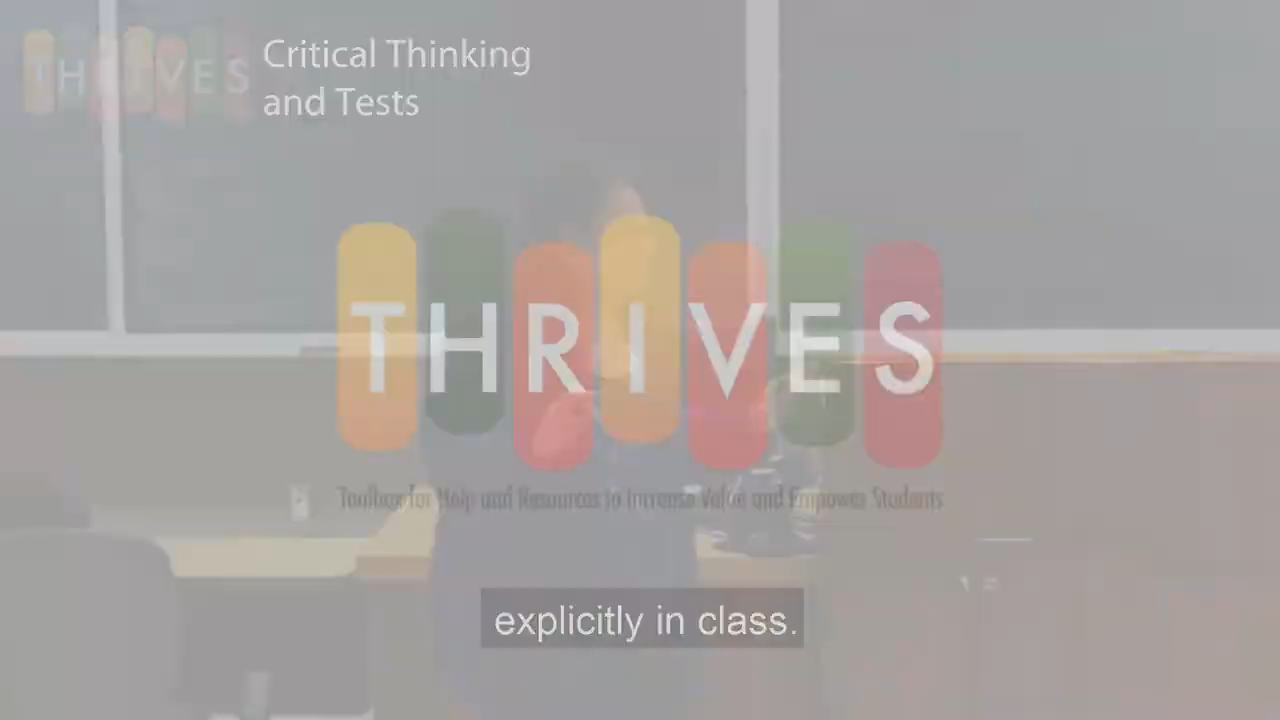 THRIVES
Critical Thinking
and Tests
THRIVES
Toolbox for Help and Resources to Increase Value and Empower Students
explicitly in class.